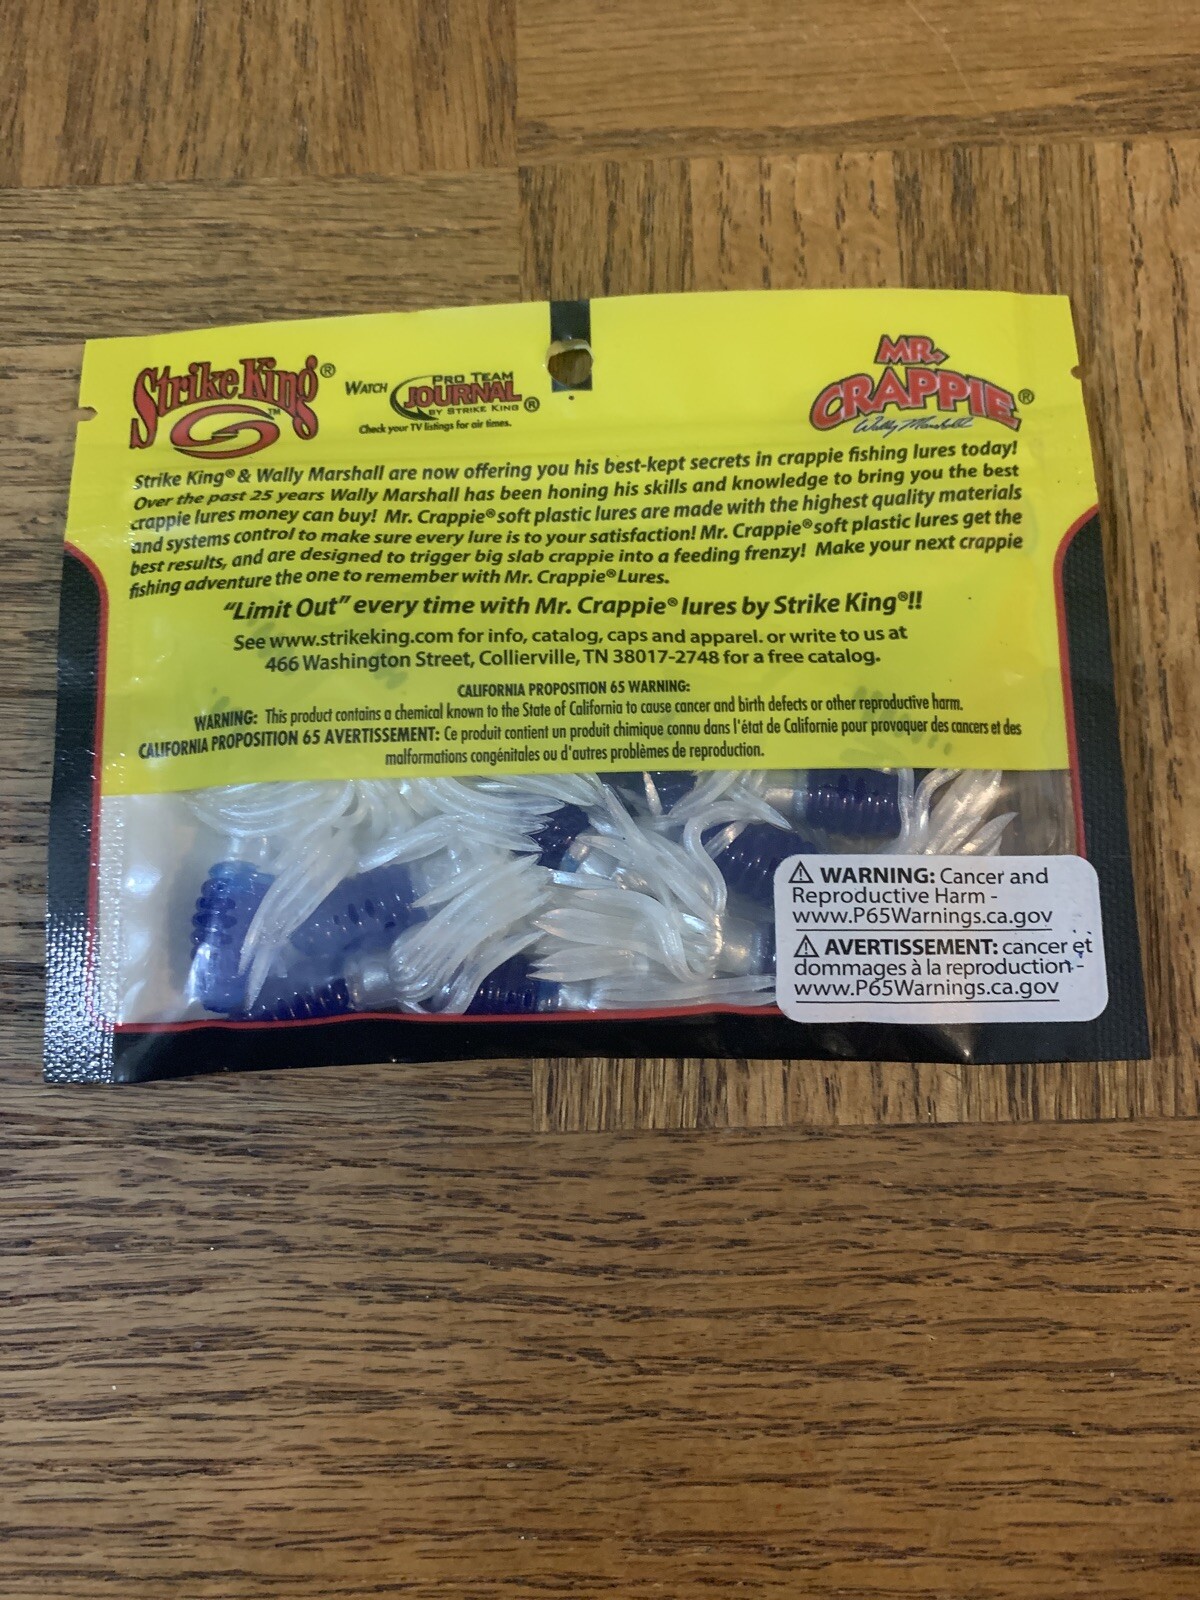 Strike King®
TM
WATCH PRO TEAM JOURNAL BY STRIKE KING ®
Check your TV listings for air times.
MR.
CRAPPIE®
Wally Marshall
Strike King® & Wally Marshall are now offering you his best-kept secrets in crappie fishing lures today!
Over the past 25 years Wally Marshall has been honing his skills and knowledge to bring you the best
crappie lures money can buy! Mr. Crappie® soft plastic lures are made with the highest quality materials
and systems control to make sure every lure is to your satisfaction! Mr. Crappie® soft plastic lures get the
best results, and are designed to trigger big slab crappie into a feeding frenzy! Make your next crappie
fishing adventure the one to remember with Mr. Crappie® Lures.
"Limit Out" every time with Mr. Crappie® lures by Strike King®!!
See www.strikeking.com for info, catalog, caps and apparel. or write to us at
466 Washington Street, Collierville, TN 38017-2748 for a free catalog.
CALIFORNIA PROPOSITION 65 WARNING:
WARNING: This product contains a chemical known to the State of California to cause cancer and birth defects or other reproductive harm.
CALIFORNIA PROPOSITION 65 AVERTISSEMENT: Ce produit contient un produit chimique connu dans l'état de Californie pour provoquer des cancers et des
malformations congénitales ou d'autres problèmes de reproduction.
⚠ WARNING: Cancer and
Reproductive Harm -
www.P65Warnings.ca.gov
⚠ AVERTISSEMENT: cancer et
dommages à la reproduction -
www.P65Warnings.ca.gov